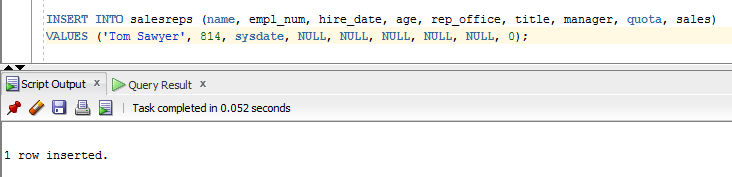 INSERT INTO salesreps (name, empl_num, hire_date, age, rep_office, title, manager, quota, sales)
VALUES ('Tom Sawyer', 814, sysdate, NULL, NULL, NULL, NULL, NULL, 0);
Script Output x Query Result x
Task completed in 0.052 seconds
1 row inserted.